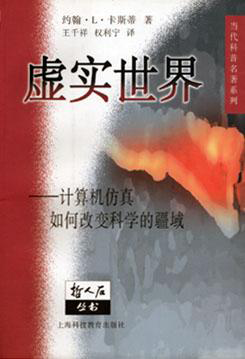 约翰·L·卡斯蒂 著
王千祥 权利宁 译
当代科普名著系列
虚实世界
——计算机仿真
如何改变科学的疆域
哲人石
丛书
上海科技教育出版社